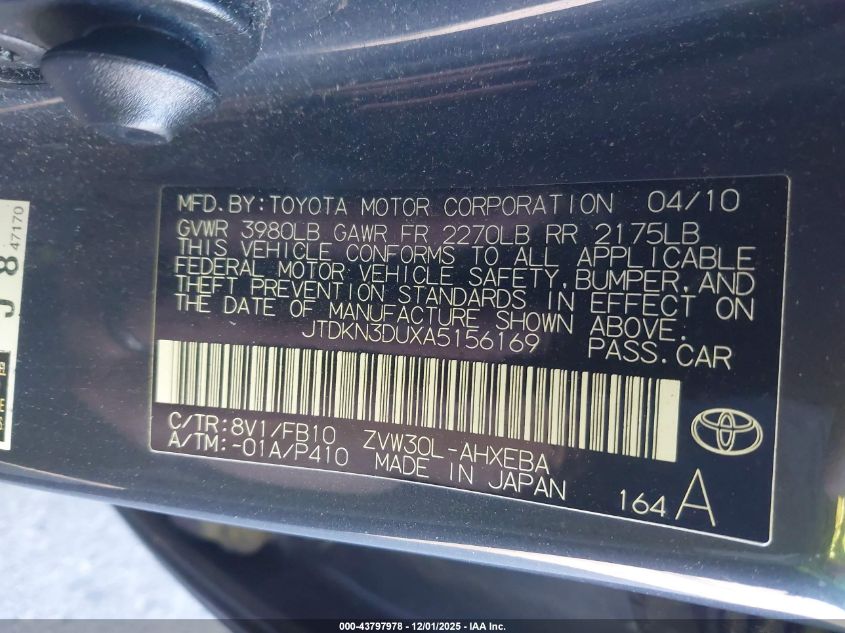 MFD. BY: TOYOTA MOTOR CORPORATION 04/10
GVWR 3980LB GAWR FR 2270LB RR 2175LB
THIS VEHICLE CONFORMS TO ALL APPLICABLE
FEDERAL MOTOR VEHICLE SAFETY, BUMPER, AND
THEFT PREVENTION STANDARDS IN EFFECT ON
THE DATE OF MANUFACTURE SHOWN ABOVE.
JTDKN3DUXA5156169 PASS. CAR
C/TR: 8V1/FB10 ZVW30L-AHXEBA
A/TM: -01A/P410 MADE IN JAPAN
164 A
J 8 47170
000-43797978 - 12/01/2025 - IAA Inc.